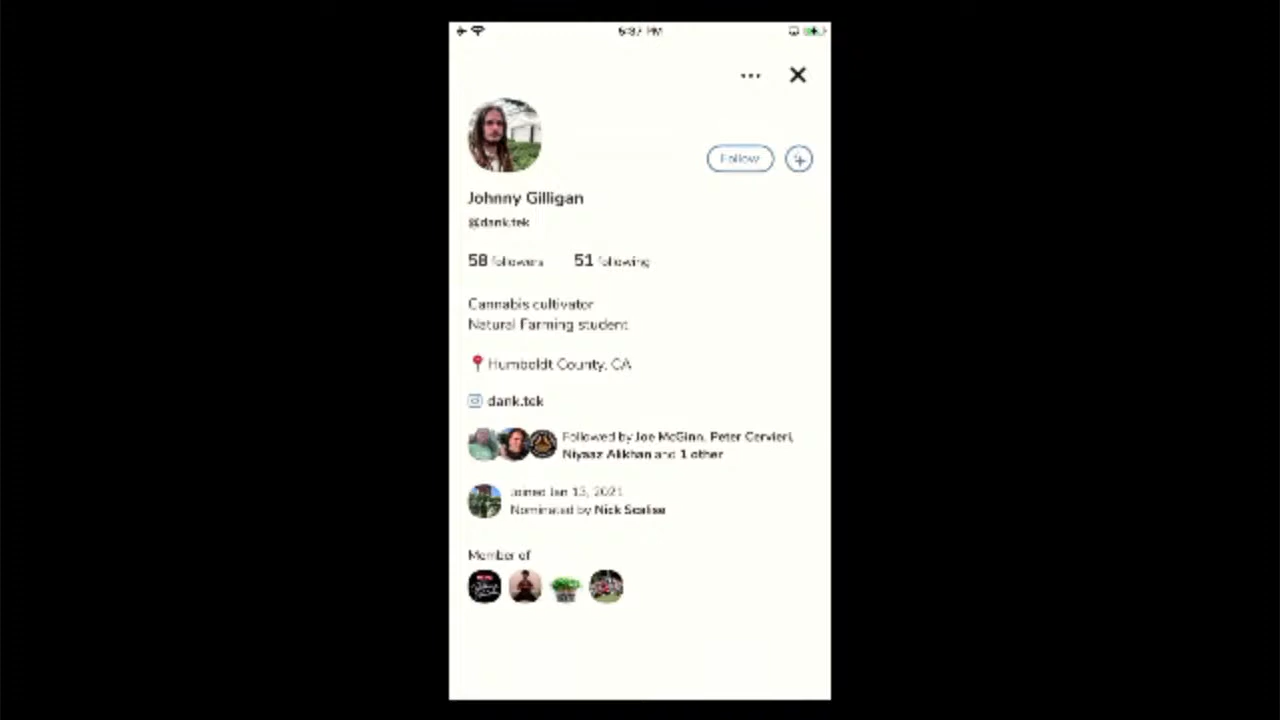 5:37 PM
Follow
Johnny Gilligan
@dank.tek
58 followers 51 following
Cannabis cultivator
Natural Farming student
Humboldt County, CA
dank.tek
Followed by Joe McGinn, Peter Cervieri,
Niyaaz Alikhan and 1 other
Joined Jan 13, 2021
Nominated by Nick Scalise
Member of